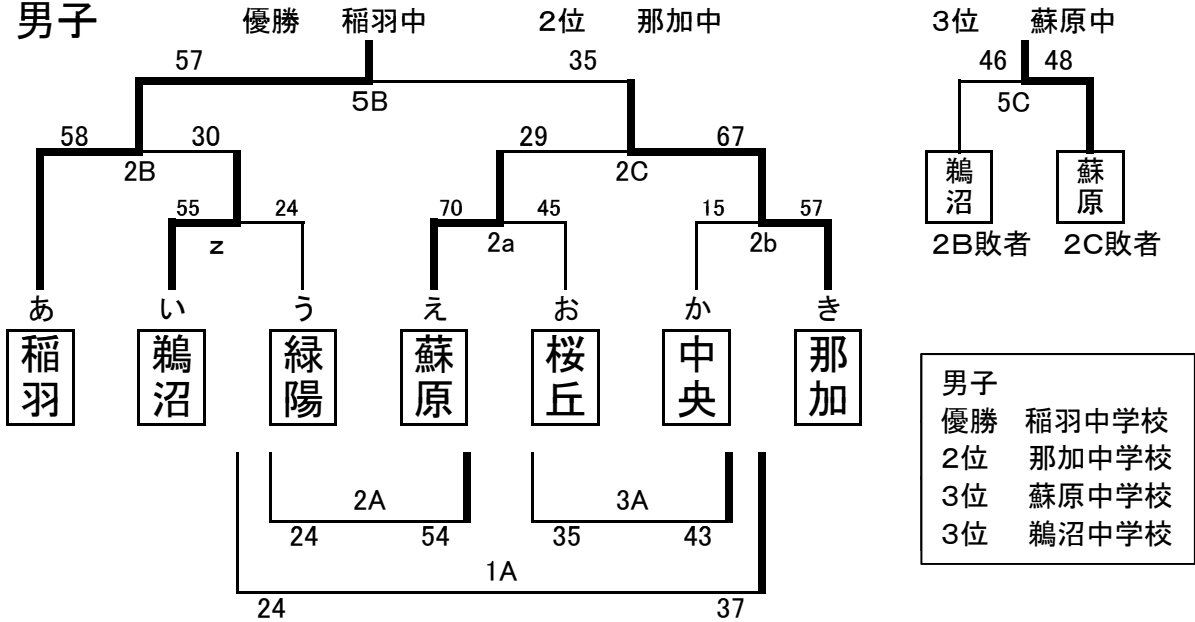 男子
優勝 稲羽中 2位 那加中
3位 蘇原中
57 35
5B
46 48
5C
58 30
2B
29 67
2C
鵜沼 蘇原
2B敗者 2C敗者
55 24
z
70 45
2a
15 57
2b
あ い う え お か き
稲羽 鵜沼 緑陽 蘇原 桜丘 中央 那加
2A
24 54
3A
35 43
1A
24 37
男子
優勝 稲羽中学校
2位 那加中学校
3位 蘇原中学校
3位 鵜沼中学校